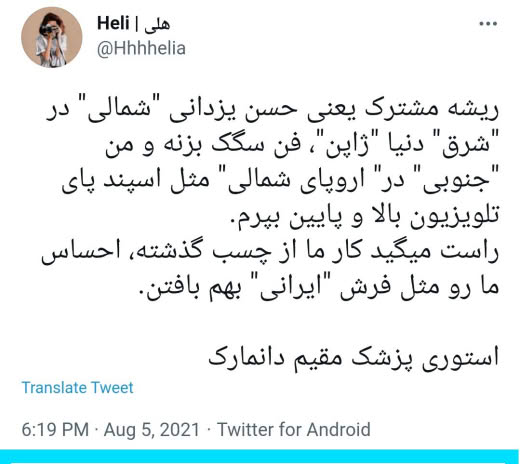 Heli | هلی
@Hhhhelia
ریشه مشترک یعنی حسن یزدانی "شمالی" در
"شرق" دنیا "ژاپن"، فن سگک بزنه و من
"جنوبی" در" اروپای شمالی" مثل اسپند پای
تلویزیون بالا و پایین بپرم.
راست میگید کار ما از چسب گذشته، احساس
ما رو مثل فرش "ایرانی" بهم بافتن.
استوری پزشک مقیم دانمارک
Translate Tweet
6:19 PM · Aug 5, 2021 · Twitter for Android